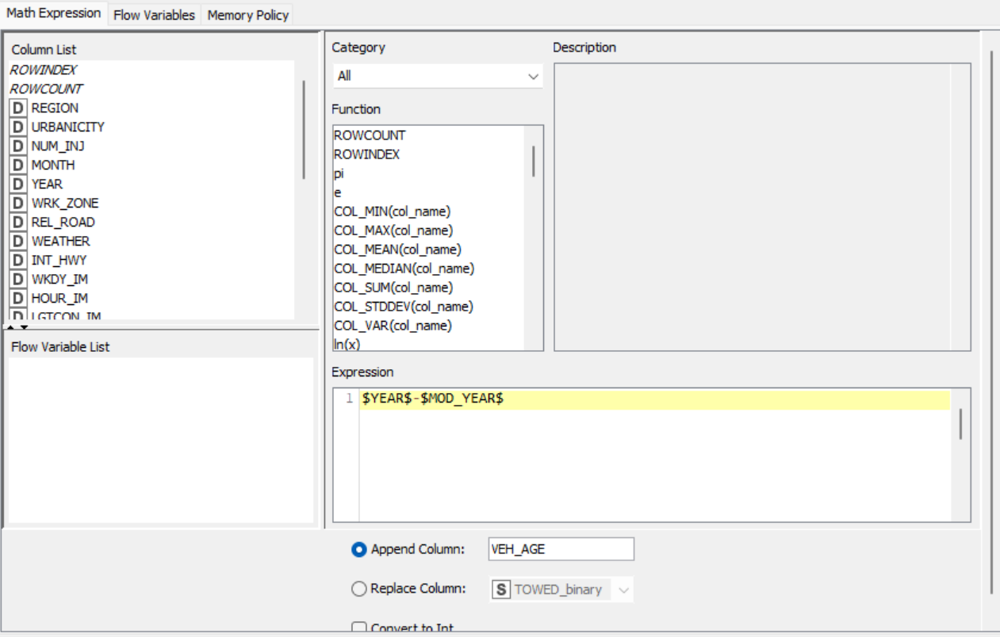 Math Expression Flow Variables Memory Policy
Column List
ROWINDEX
ROWCOUNT
D REGION
D URBANICITY
D NUM_INJ
D MONTH
D YEAR
D WRK_ZONE
D REL_ROAD
D WEATHER
D INT_HWY
D WKDY_IM
D HOUR_IM
D LGTCON_IM
Flow Variable List
Category
All
Function
ROWCOUNT
ROWINDEX
pi
e
COL_MIN(col_name)
COL_MAX(col_name)
COL_MEAN(col_name)
COL_MEDIAN(col_name)
COL_SUM(col_name)
COL_STDDEV(col_name)
COL_VAR(col_name)
ln(x)
Description
Expression
1 $YEAR$-$MOD_YEAR$
Append Column: VEH_AGE
Replace Column: S TOWED_binary
Convert to Int